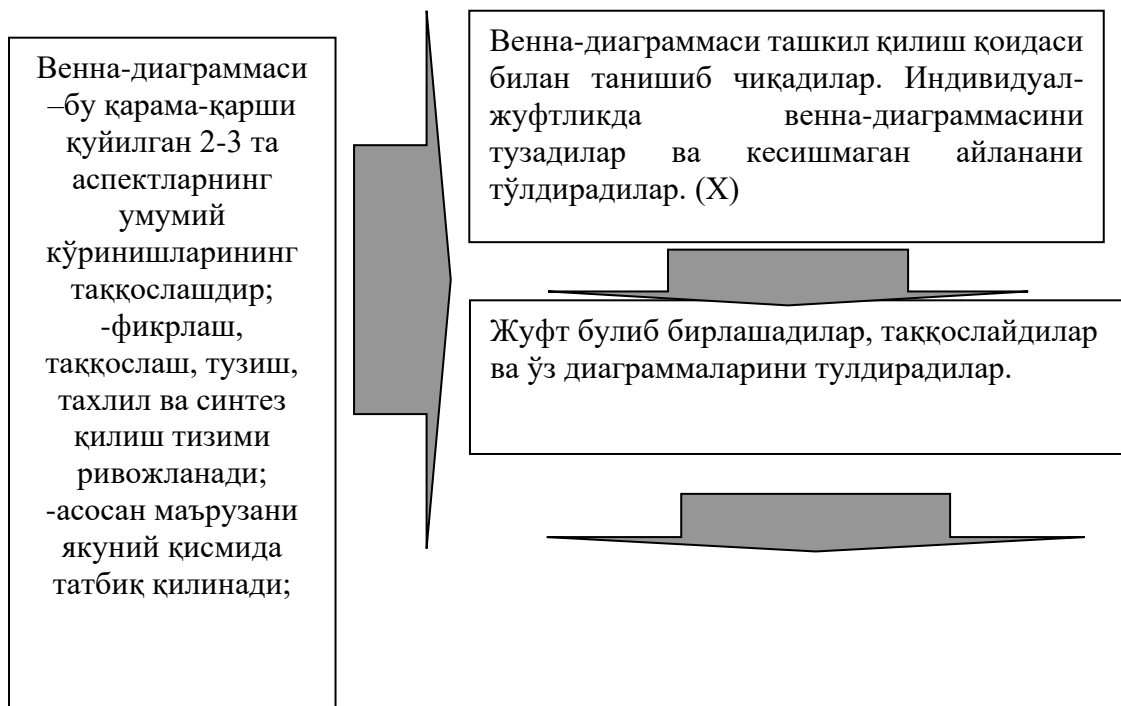 Венна-диаграммаси
–бу қарама-қарши
қуйилган 2-3 та
аспектларнинг
умумий
кўринишларининг
таққослашдир;
-фикрлаш,
таққослаш, тузиш,
тахлил ва синтез
қилиш тизими
ривожланади;
-асосан маърузани
якуний қисмида
татбиқ қилинади;
Венна-диаграммаси ташкил қилиш қоидаси
билан танишиб чиқадилар. Индивидуал-
жуфтликда венна-диаграммасини
тузадилар ва кесишмаган айланани
тўлдирадилар. (Х)
Жуфт булиб бирлашадилар, таққослайдилар
ва ўз диаграммаларини тулдирадилар.